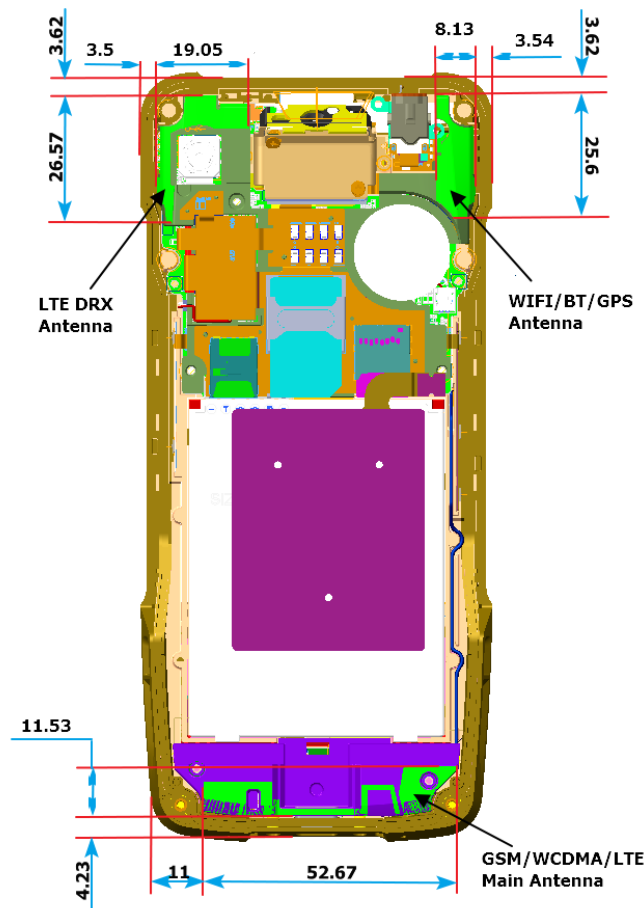 3.62
3.5
19.05
8.13
3.54
3.62
26.57
25.6
LTE DRX
Antenna
WIFI/BT/GPS
Antenna
11.53
4.23
11
52.67
GSM/WCDMA/LTE
Main Antenna